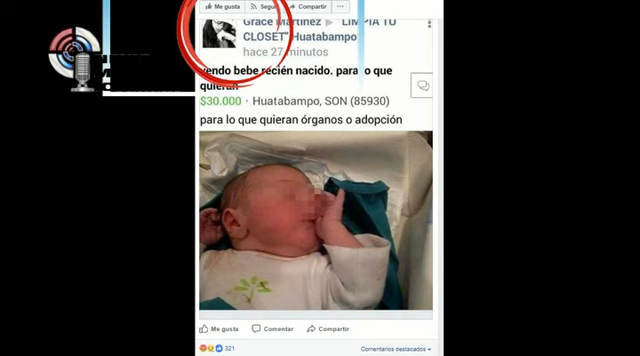 Me gusta Seguir Compartir ...
Grace Martinez ▶ "LIMPIA TU
CLOSET" Huatabampo
hace 27 minutos
vendo bebe recién nacido. para lo que
quieran
$30.000 · Huatabampo, SON (85930)
para lo que quieran órganos o adopción
Me gusta Comentar Compartir
321 Comentarios destacados